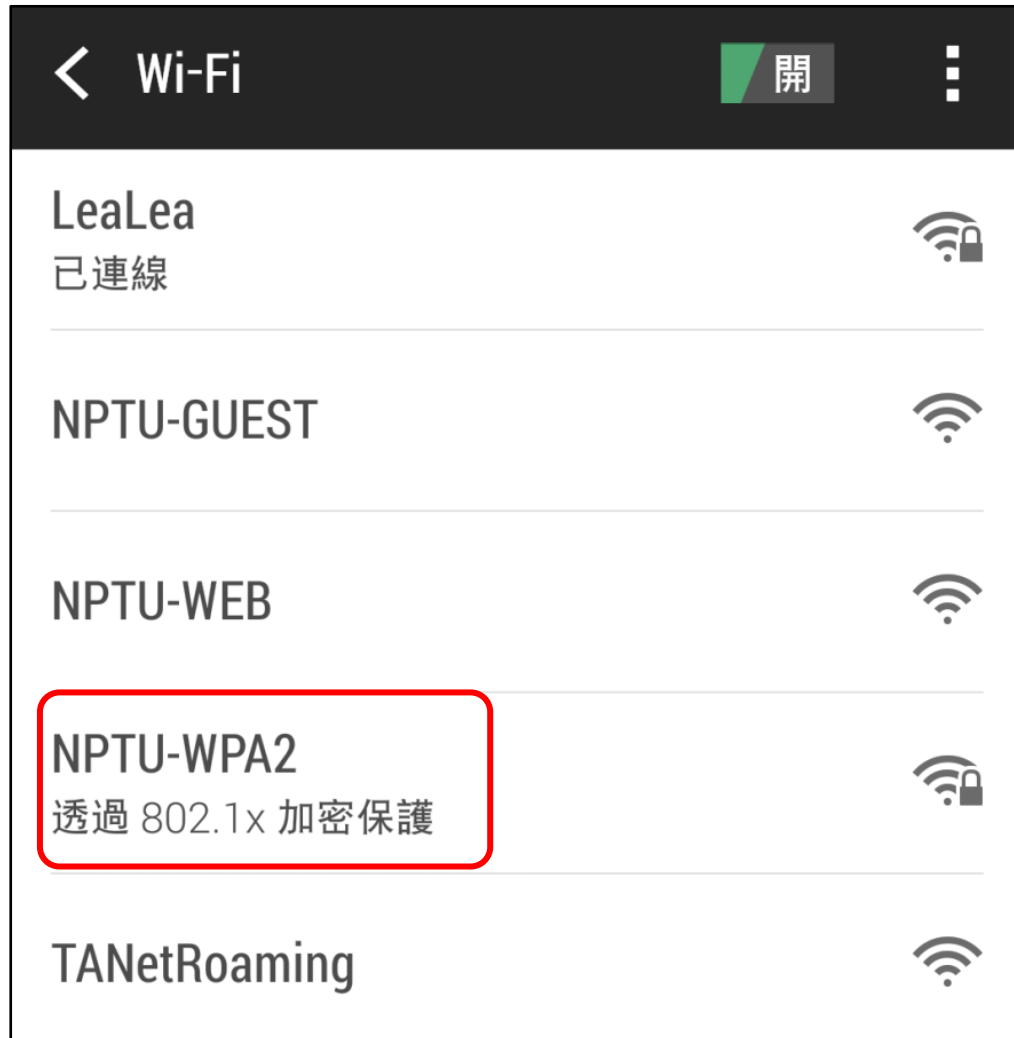 Wi-Fi 開
LeaLea
已連線
NPTU-GUEST
NPTU-WEB
NPTU-WPA2
透過 802.1x 加密保護
TANetRoaming